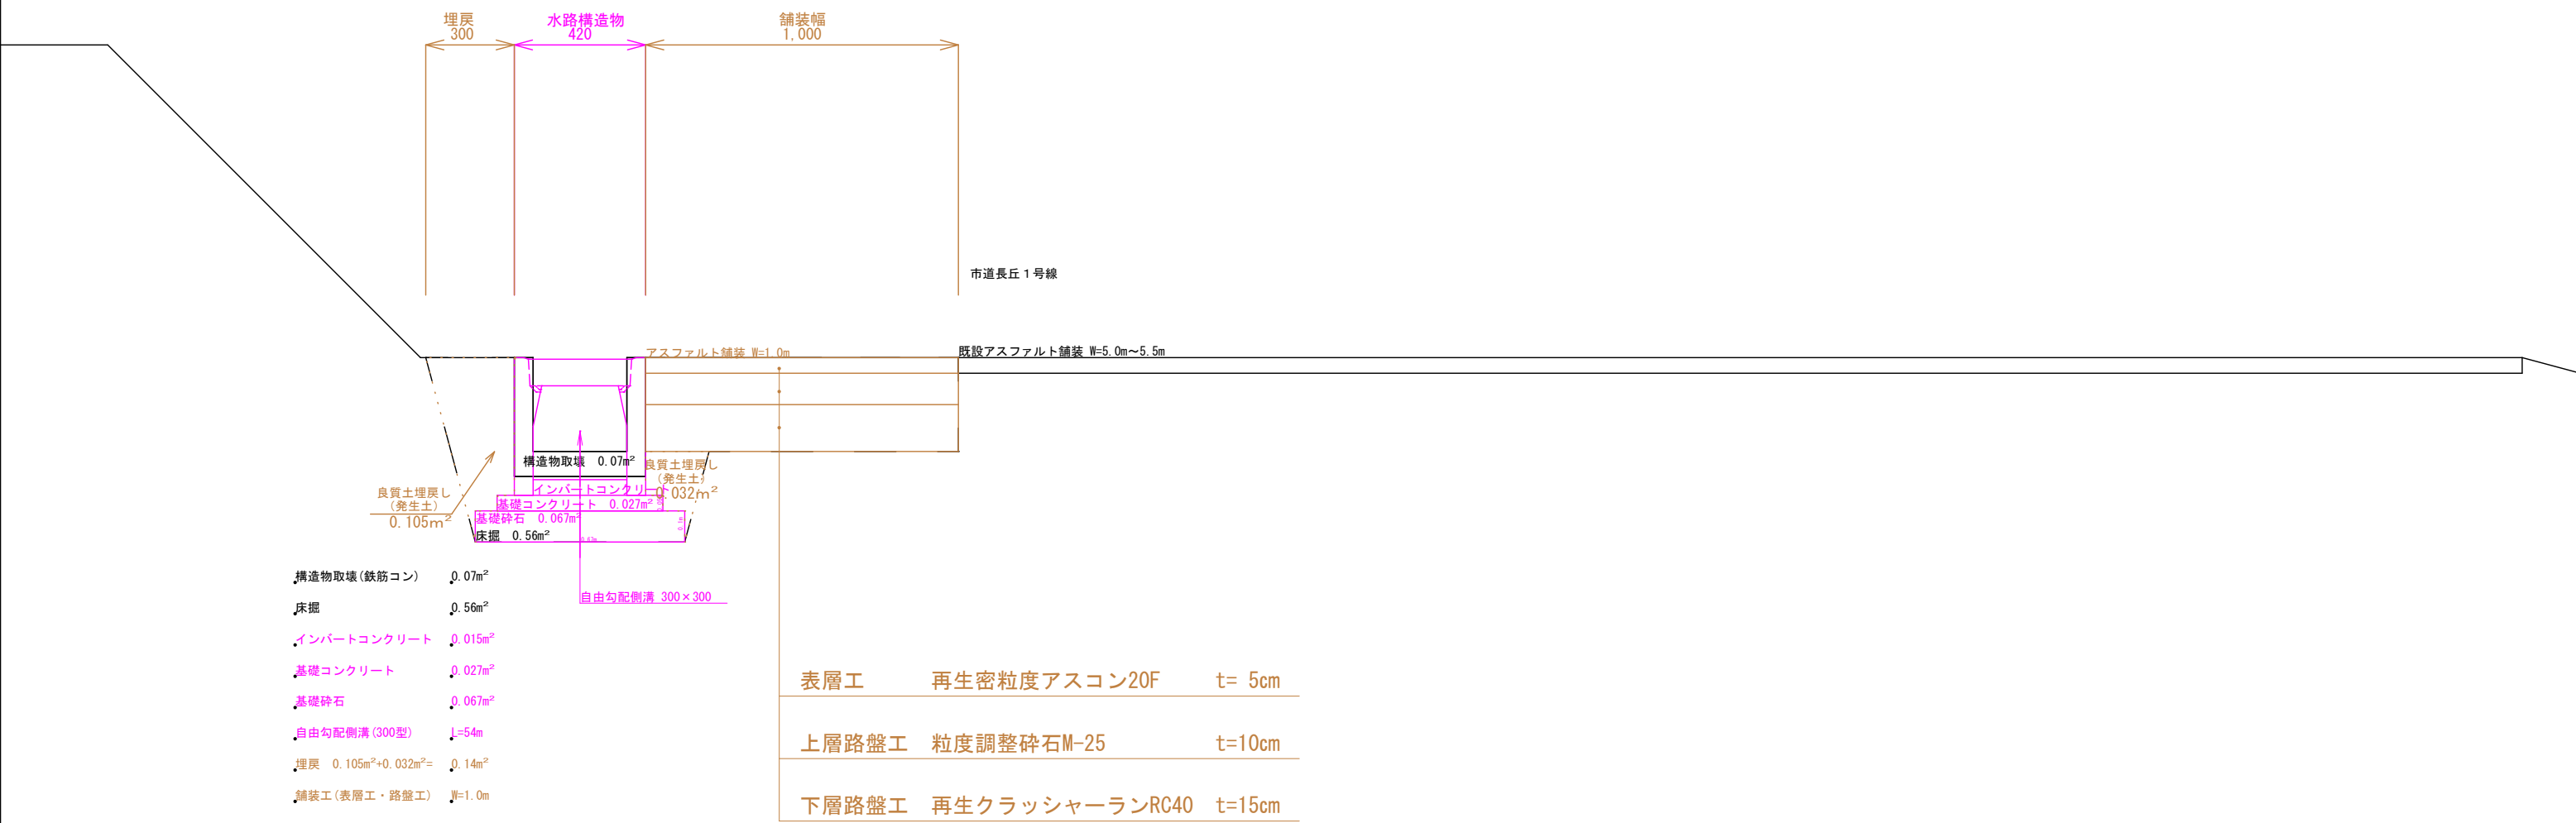 埋戻 水路構造物 舗装幅
300 420 1,000
市道長丘1号線
アスファルト舗装 W=1.0m 既設アスファルト舗装 W=5.0m~5.5m
構造物取壊 0.07m²
良質土埋戻し
(発生土)
0.032m²
インバートコンクリート
良質土埋戻し
(発生土)
0.105m²
基礎コンクリート 0.027m²
基礎砕石 0.067m²
0.1m
床掘 0.56m²
0.67m
自由勾配側溝 300×300
構造物取壊(鉄筋コン) 0.07m²
床掘 0.56m²
インバートコンクリート 0.015m²
基礎コンクリート 0.027m²
基礎砕石 0.067m²
自由勾配側溝(300型) L=54m
埋戻 0.105m²+0.032m²= 0.14m²
舗装工(表層工・路盤工) W=1.0m
表層工 再生密粒度アスコン20F t= 5cm
上層路盤工 粒度調整砕石M-25 t=10cm
下層路盤工 再生クラッシャーランRC40 t=15cm